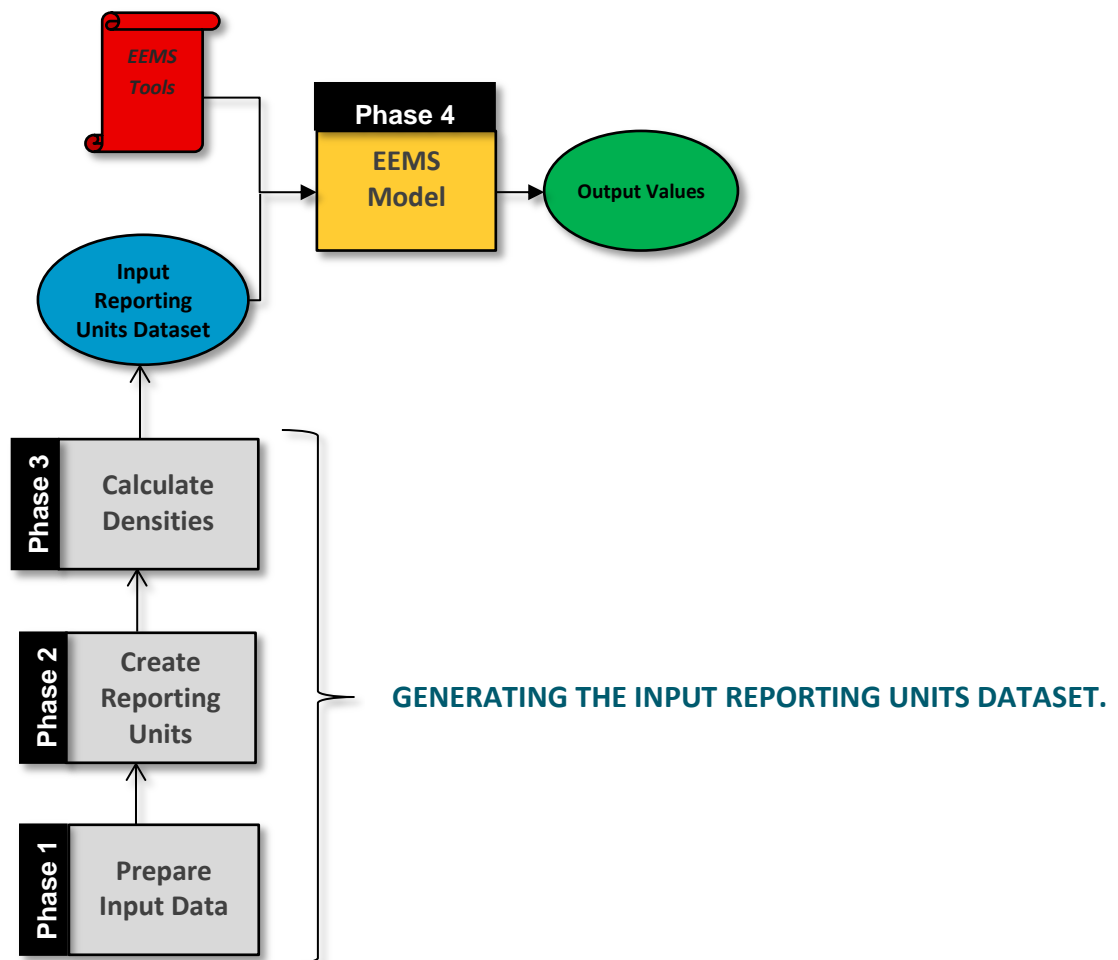 EEMS
Tools
Phase 4
EEMS
Model
Output Values
Input
Reporting
Units Dataset
Phase 3
Calculate
Densities
Phase 2
Create
Reporting
Units
GENERATING THE INPUT REPORTING UNITS DATASET.
Phase 1
Prepare
Input Data